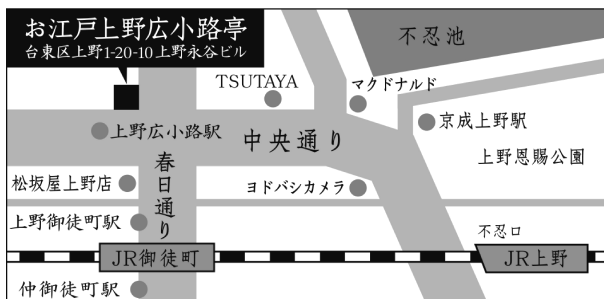 お江戸上野広小路亭
台東区上野1-20-10 上野永谷ビル
不忍池
TSUTAYA
マクドナルド
上野広小路駅
中央通り
京成上野駅
上野恩賜公園
春日通り
松坂屋上野店
ヨドバシカメラ
上野御徒町駅
不忍口
JR御徒町
JR上野
仲御徒町駅